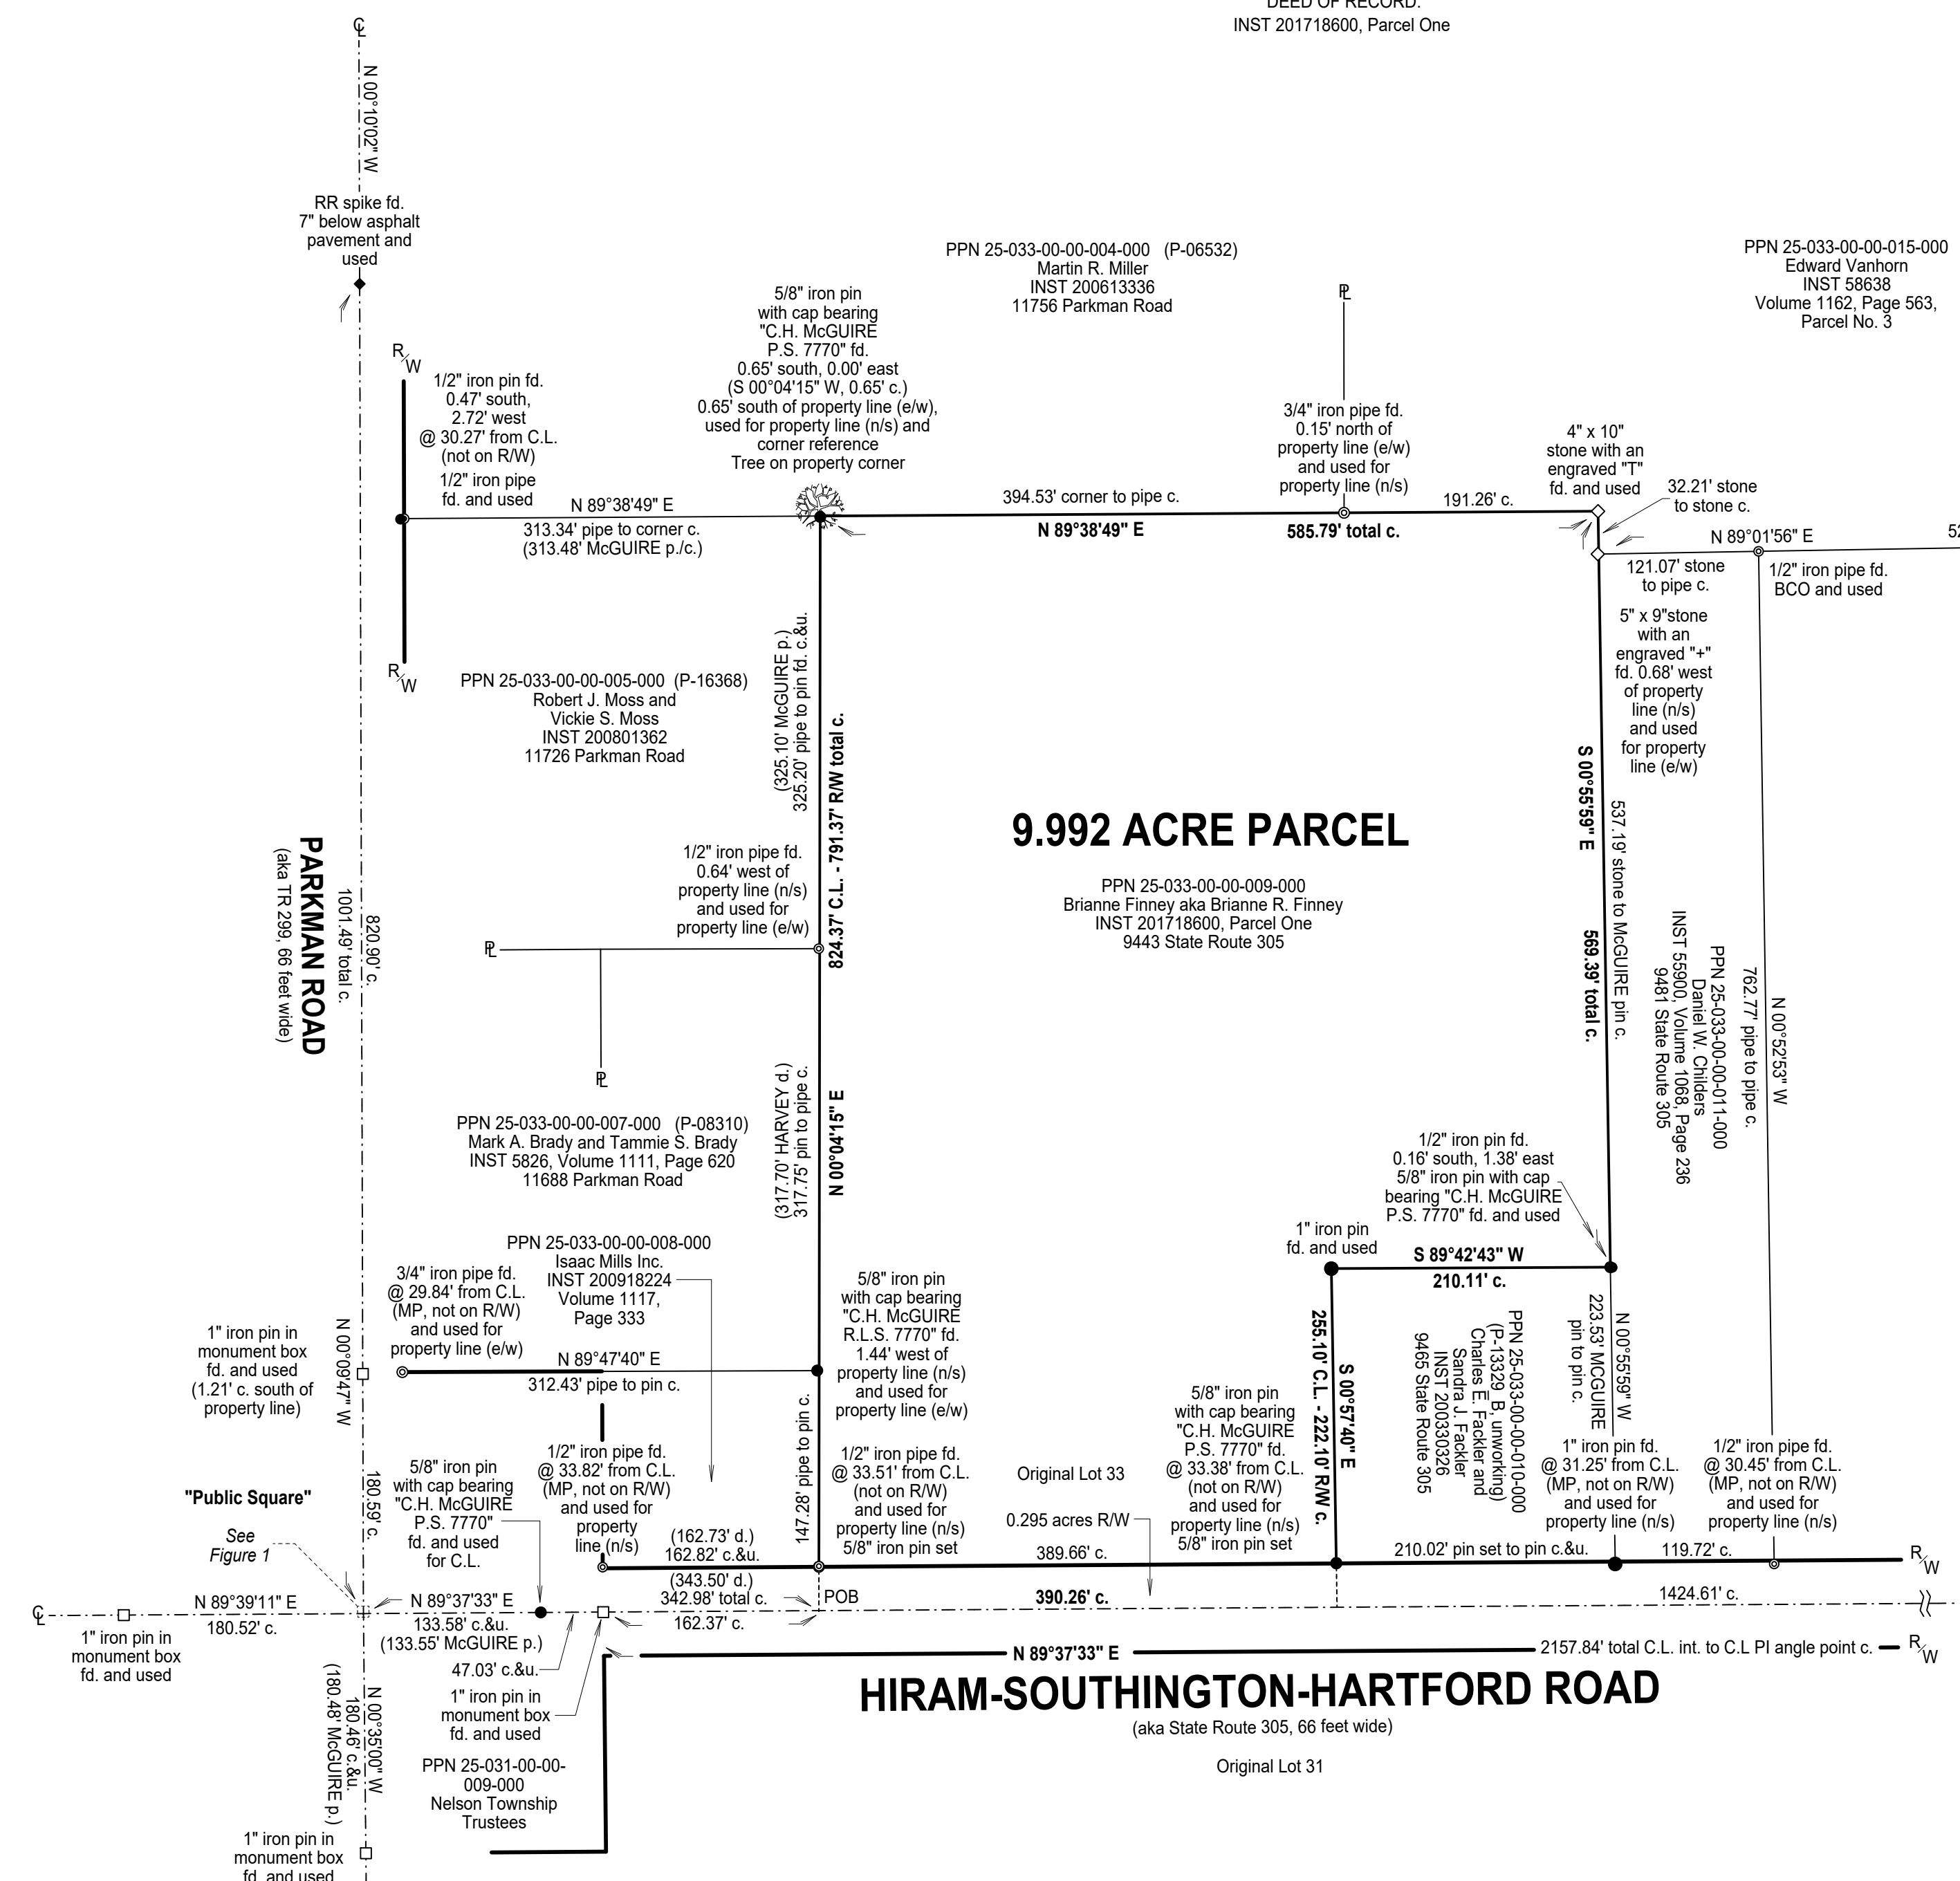 DEED OF RECORD:
INST 201718600, Parcel One
℄
N 00°10'02" W
RR spike fd.
7" below asphalt
pavement and
used
PPN 25-033-00-00-004-000 (P-06532)
Martin R. Miller
INST 200613336
11756 Parkman Road
PPN 25-033-00-00-015-000
Edward Vanhorn
INST 58638
Volume 1162, Page 563,
Parcel No. 3
R/W
1/2" iron pin fd.
0.47' south,
2.72' west
@ 30.27' from C.L.
(not on R/W)
1/2" iron pipe
fd. and used
5/8" iron pin
with cap bearing
"C.H. McGUIRE
P.S. 7770" fd.
0.65' south, 0.00' east
(S 00°04'15" W, 0.65' c.)
0.65' south of property line (e/w),
used for property line (n/s) and
corner reference
Tree on property corner
PL
3/4" iron pipe fd.
0.15' north of
property line (e/w)
and used for
property line (n/s)
4" x 10"
stone with an
engraved "T"
fd. and used
32.21' stone
to stone c.
N 89°38'49" E
313.34' pipe to corner c.
(313.48' McGUIRE p./c.)
394.53' corner to pipe c.
N 89°38'49" E
585.79' total c.
191.26' c.
N 89°01'56" E
52
121.07' stone
to pipe c.
1/2" iron pipe fd.
BCO and used
5" x 9"stone
with an
engraved "+"
fd. 0.68' west
of property
line (n/s)
and used
for property
line (e/w)
R/W
PPN 25-033-00-00-005-000 (P-16368)
Robert J. Moss and
Vickie S. Moss
INST 200801362
11726 Parkman Road
(325.10' McGUIRE p.)
325.20' pipe to pin fd. c.&u.
824.37' C.L. - 791.37' R/W total c.
9.992 ACRE PARCEL
PPN 25-033-00-00-009-000
Brianne Finney aka Brianne R. Finney
INST 201718600, Parcel One
9443 State Route 305
S 00°55'59" E
569.39' total c.
537.19' stone to McGUIRE pin c.
PPN 25-033-00-00-011-000
Daniel W. Childers
INST 55900, Volume 1068, Page 236
9481 State Route 305
N 00°52'53" W
762.77' pipe to pipe c.
1/2" iron pipe fd.
0.64' west of
property line (n/s)
and used for
property line (e/w)
PL
PL
820.90' c.
1001.49' total c.
PARKMAN ROAD
(aka TR 299, 66 feet wide)
(317.70' HARVEY d.)
317.75' pin to pipe c.
N 00°04'15" E
PPN 25-033-00-00-007-000 (P-08310)
Mark A. Brady and Tammie S. Brady
INST 5826, Volume 1111, Page 620
11688 Parkman Road
1/2" iron pin fd.
0.16' south, 1.38' east
5/8" iron pin with cap
bearing "C.H. McGUIRE
P.S. 7770" fd. and used
1" iron pin
fd. and used
S 89°42'43" W
210.11' c.
PPN 25-033-00-00-008-000
Isaac Mills Inc.
INST 200918224
Volume 1117,
Page 333
3/4" iron pipe fd.
@ 29.84' from C.L.
(MP, not on R/W)
and used for
property line (e/w)
1" iron pin in
monument box
fd. and used
(1.21' c. south of
property line)
N 00°09'47" W
180.59' c.
N 89°47'40" E
312.43' pipe to pin c.
5/8" iron pin
with cap bearing
"C.H. McGUIRE
R.L.S. 7770" fd.
1.44' west of
property line (n/s)
and used for
property line (e/w)
147.28' pipe to pin c.
S 00°57'40" E
255.10' C.L. - 222.10' R/W c.
PPN 25-033-00-00-010-000
(P-13329_B, unworking)
Charles E. Fackler and
Sandra J. Fackler
INST 200330326
9465 State Route 305
N 00°55'59" W
223.53' MCGUIRE
pin to pin c.
"Public Square"
See
Figure 1
5/8" iron pin
with cap bearing
"C.H. McGUIRE
P.S. 7770"
fd. and used
for C.L.
1/2" iron pipe fd.
@ 33.82' from C.L.
(MP, not on R/W)
and used for
property
line (n/s)
1/2" iron pipe fd.
@ 33.51' from C.L.
(not on R/W)
and used for
property line (n/s)
5/8" iron pin set
Original Lot 33
0.295 acres R/W
5/8" iron pin
with cap bearing
"C.H. McGUIRE
P.S. 7770" fd.
@ 33.38' from C.L.
(not on R/W)
and used for
property line (n/s)
5/8" iron pin set
1" iron pin fd.
@ 31.25' from C.L.
(MP, not on R/W)
and used for
property line (n/s)
1/2" iron pipe fd.
@ 30.45' from C.L.
(MP, not on R/W)
and used for
property line (n/s)
(162.73' d.)
162.82' c.&u.
389.66' c.
210.02' pin set to pin c.&u.
119.72' c.
R/W
(343.50' d.)
342.98' total c.
POB
390.26' c.
1424.61' c.
℄
N 89°39'11" E
180.52' c.
N 89°37'33" E
133.58' c.&u.
(133.55' McGUIRE p.)
162.37' c.
1" iron pin in
monument box
fd. and used
47.03' c.&u.
1" iron pin in
monument box
fd. and used
N 89°37'33" E
2157.84' total C.L. int. to C.L PI angle point c.
R/W
HIRAM-SOUTHINGTON-HARTFORD ROAD
(aka State Route 305, 66 feet wide)
Original Lot 31
N 00°35'00" W
180.46' c.&u.
(180.48' McGUIRE p.)
PPN 25-031-00-00-
009-000
Nelson Township
Trustees
1" iron pin in
monument box
fd. and used